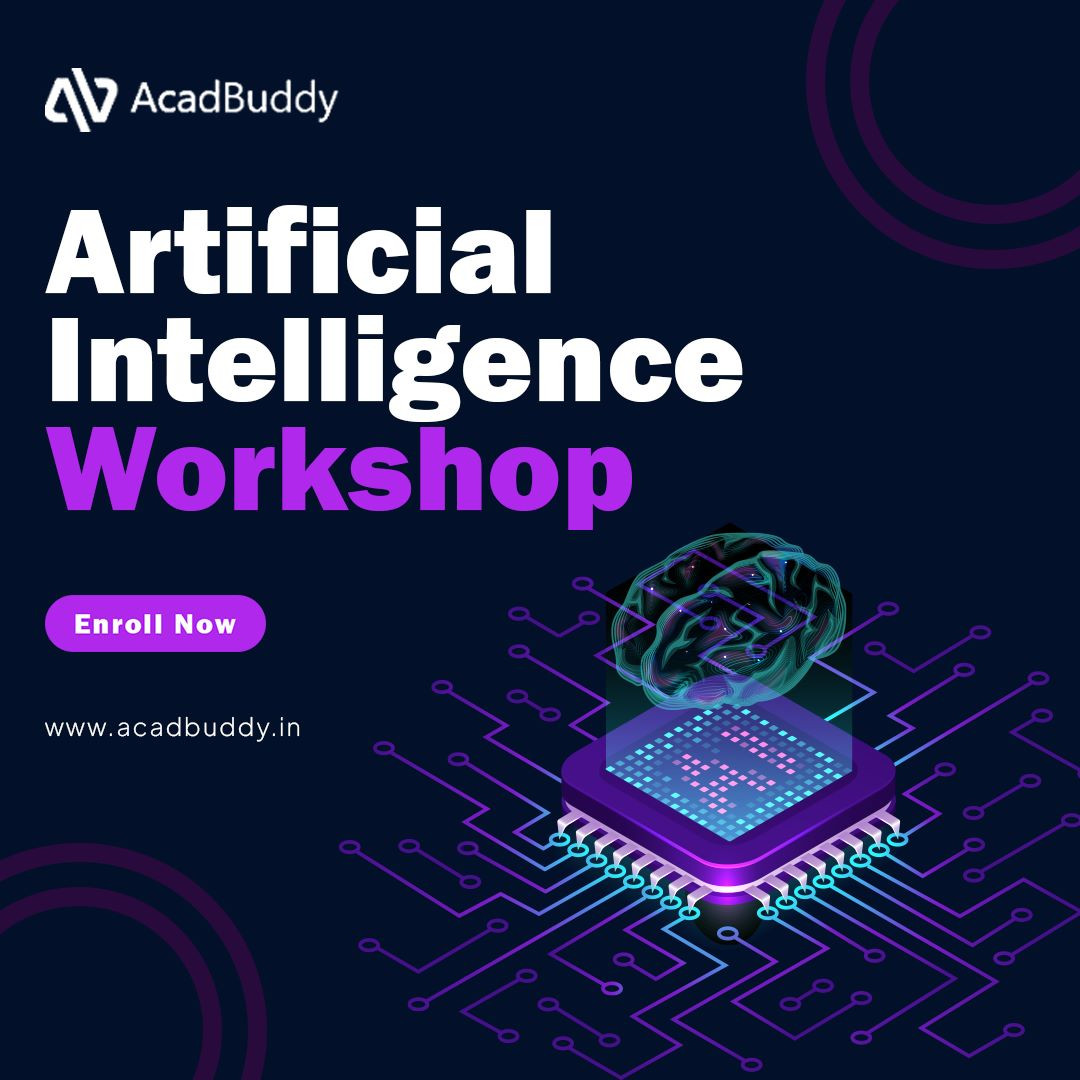 AcadBuddy
Artificial
Intelligence
Workshop
Enroll Now
www.acadbuddy.in